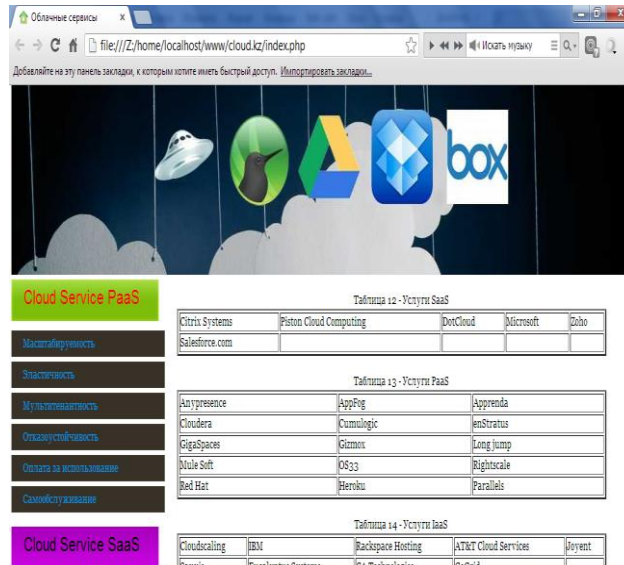 Облачные сервисы x
file:///Z:/home/localhost/www/cloud.kz/index.php
Искать музыку
Добавляйте на эту панель закладки, к которым хотите иметь быстрый доступ. Импортировать закладки...
box
Cloud Service PaaS
Масштабируемость
Эластичность
Мультитенантность
Отказоустойчивость
Оплата за использование
Самообслуживание
Cloud Service SaaS
Таблица 12 - Услуги SaaS
Citrix Systems Piston Cloud Computing DotCloud Microsoft Zoho
Salesforce.com
Таблица 13 - Услуги PaaS
Anypresence AppFog Apprenda
Cloudera Cumulogic enStratus
GigaSpaces Gizmox Long jump
Mule Soft OS33 Rightscale
Red Hat Heroku Parallels
Таблица 14 - Услуги IaaS
Cloudscaling IBM Rackspace Hosting AT&T Cloud Services Joyent